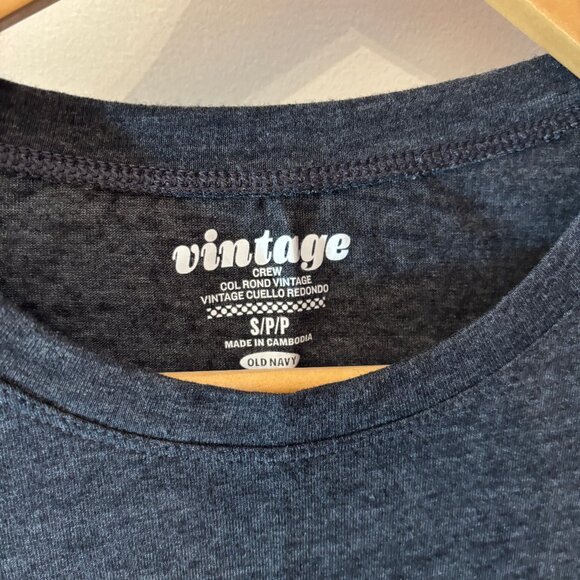 vintage
CREW
COL ROND VINTAGE
VINTAGE CUELLO REDONDO
S/P/P
MADE IN CAMBODIA
OLD NAVY